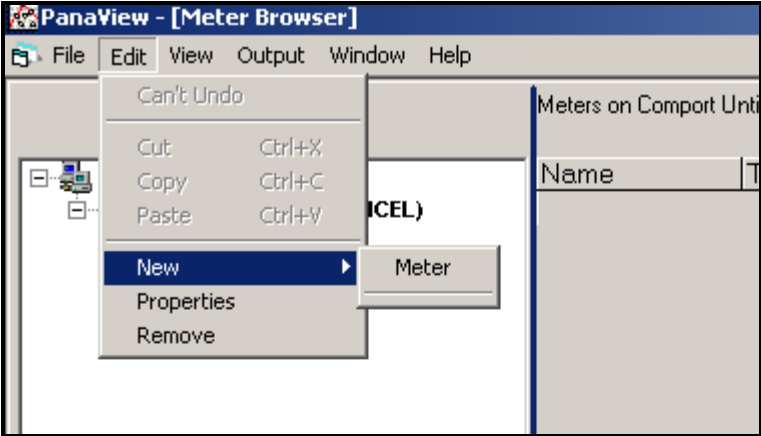 PanaView - [Meter Browser]
File Edit View Output Window Help
Can't Undo
Meters on Comport Unti
Cut Ctrl+X
Name T
Copy Ctrl+C
Paste Ctrl+V
ICEL)
New Meter
Properties
Remove